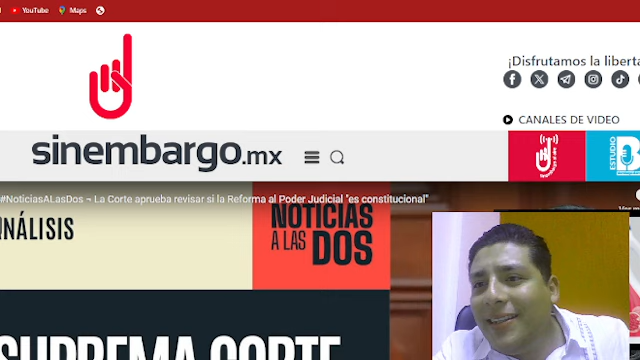 YouTube
Maps
¡Disfrutamos la liberta
CANALES DE VIDEO
sinembargo.mx
ESTUDIO
B
#NoticiasALasDos ~ La Corte aprueba revisar si la Reforma al Poder Judicial "es constitucional"
NÁLISIS
NOTICIAS
A LAS DOS
SUPREMA CORTE